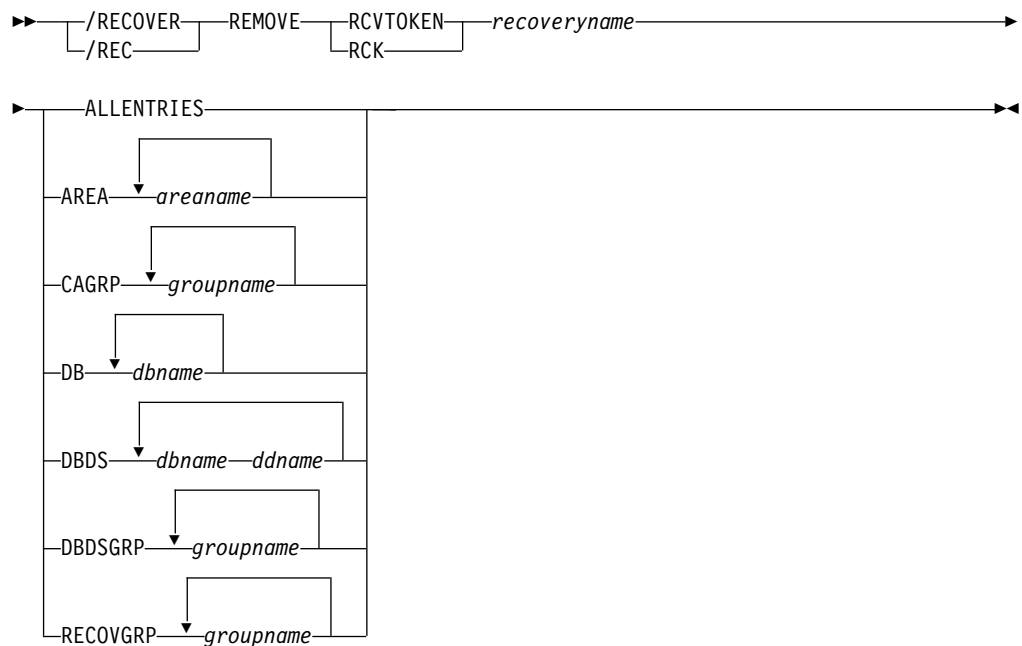 /RECOVER REMOVE RCVTOKEN recoveryname
/REC RCK
ALLENTRIES
AREA areaname
CAGRP groupname
DB dbname
DBDS dbname ddname
DBDSGRP groupname
RECOVGRP groupname